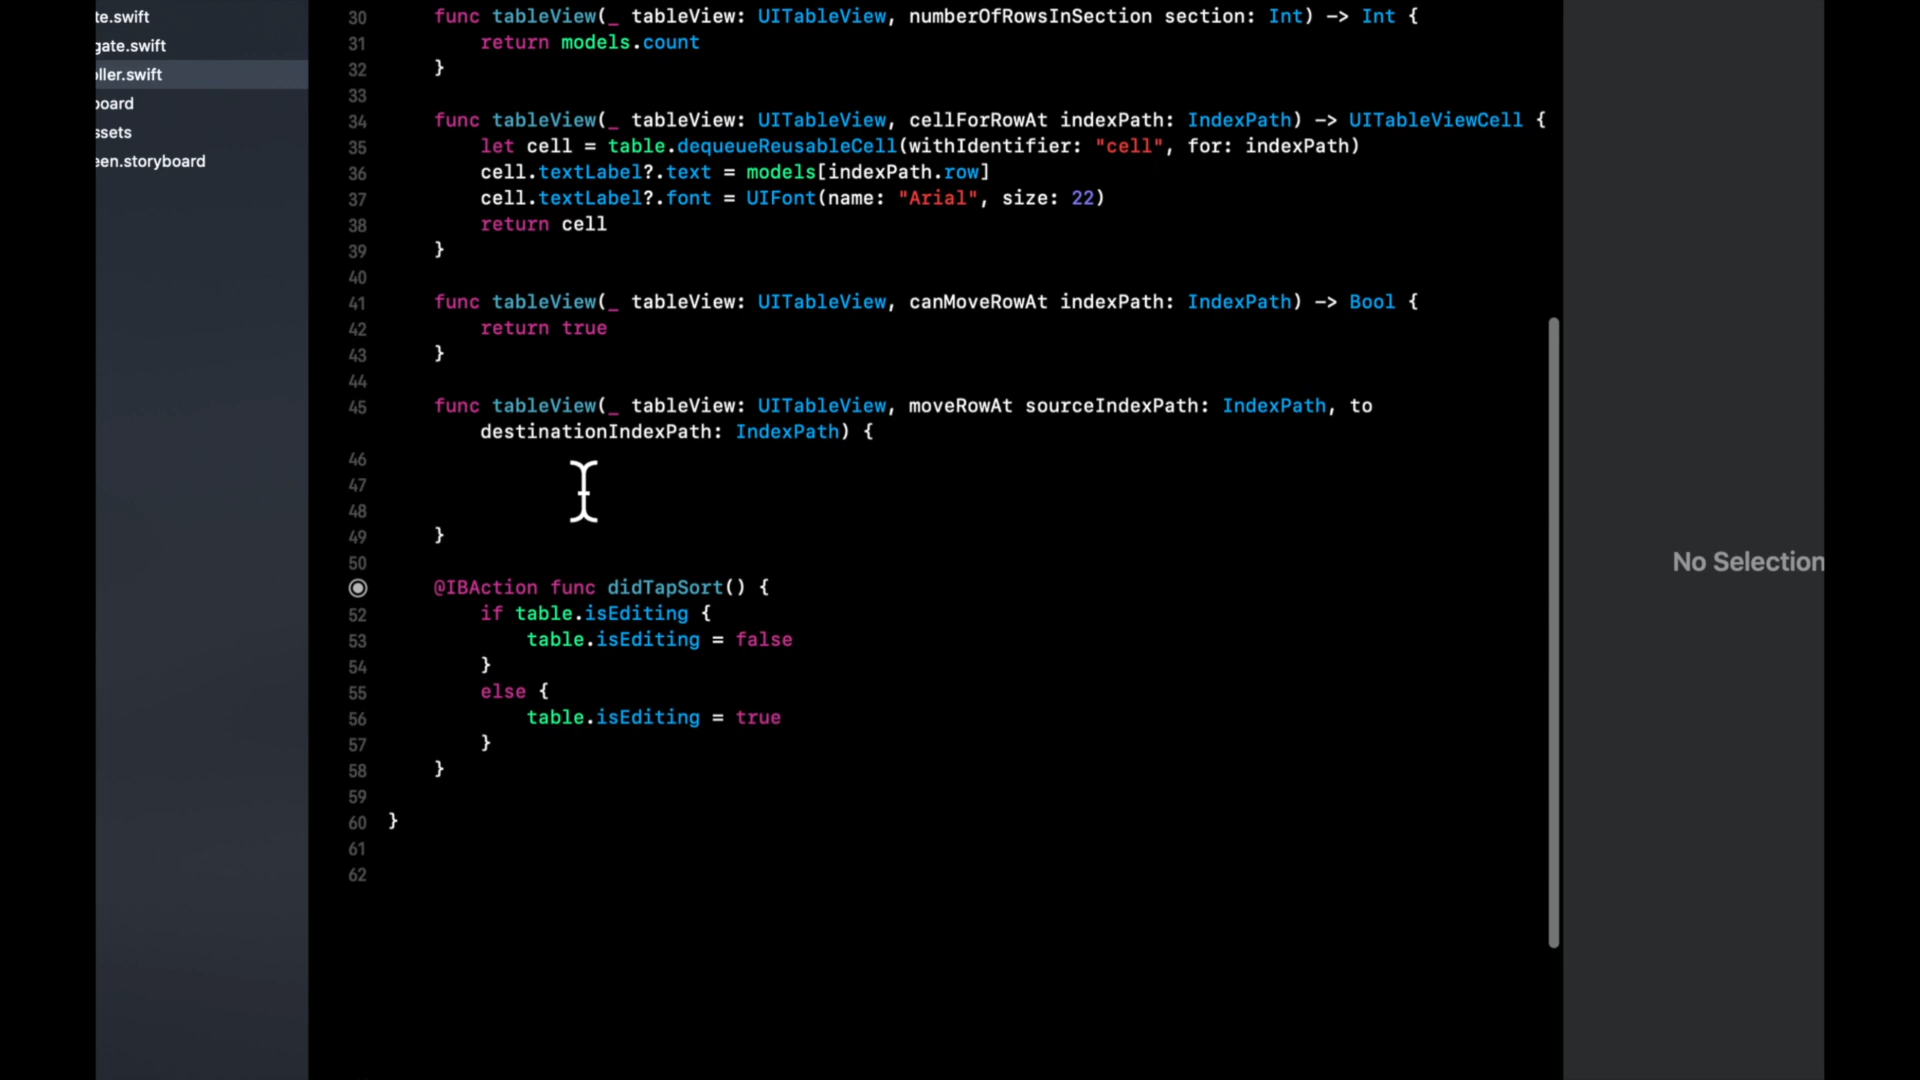 te.swift
gate.swift
oller.swift
board
ssets
een.storyboard
30 func tableView(_ tableView: UITableView, numberOfRowsInSection section: Int) -> Int {
31 return models.count
32 }
33
34 func tableView(_ tableView: UITableView, cellForRowAt indexPath: IndexPath) -> UITableViewCell {
35 let cell = table.dequeueReusableCell(withIdentifier: "cell", for: indexPath)
36 cell.textLabel?.text = models[indexPath.row]
37 cell.textLabel?.font = UIFont(name: "Arial", size: 22)
38 return cell
39 }
40
41 func tableView(_ tableView: UITableView, canMoveRowAt indexPath: IndexPath) -> Bool {
42 return true
43 }
44
45 func tableView(_ tableView: UITableView, moveRowAt sourceIndexPath: IndexPath, to
destinationIndexPath: IndexPath) {
46
47
48
49 }
50
@IBAction func didTapSort() {
52 if table.isEditing {
53 table.isEditing = false
54 }
55 else {
56 table.isEditing = true
57 }
58 }
59
60 }
61
62
No Selection